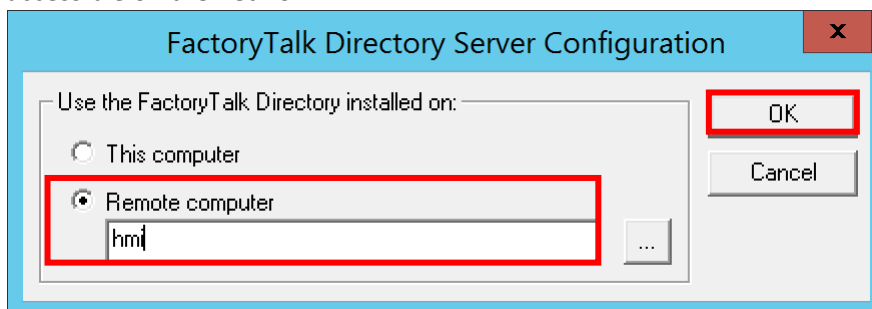 FactoryTalk Directory Server Configuration
x
Use the FactoryTalk Directory installed on:
OK
This computer
Cancel
Remote computer
hmi
...